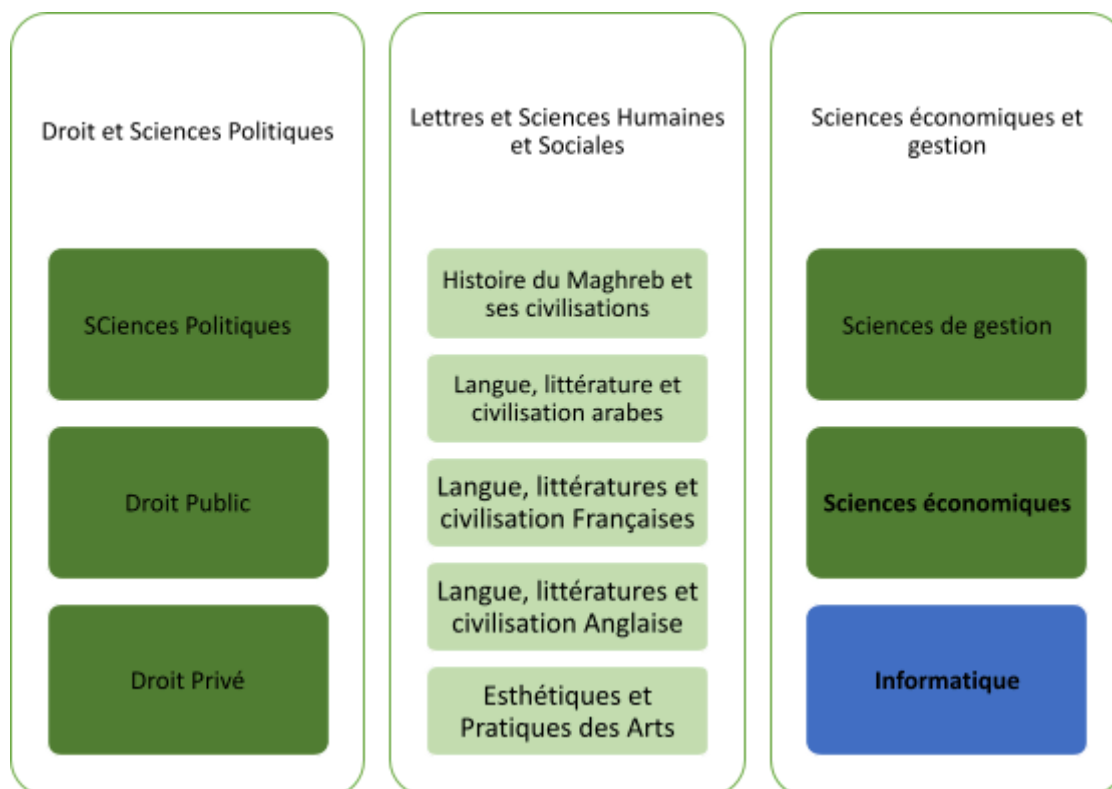 Droit et Sciences Politiques
SCiences Politiques
Droit Public
Droit Privé
Lettres et Sciences Humaines
et Sociales
Histoire du Maghreb et
ses civilisations
Langue, littérature et
civilisation arabes
Langue, littératures et
civilisation Françaises
Langue, littératures et
civilisation Anglaise
Esthétiques et
Pratiques des Arts
Sciences économiques et
gestion
Sciences de gestion
Sciences économiques
Informatique